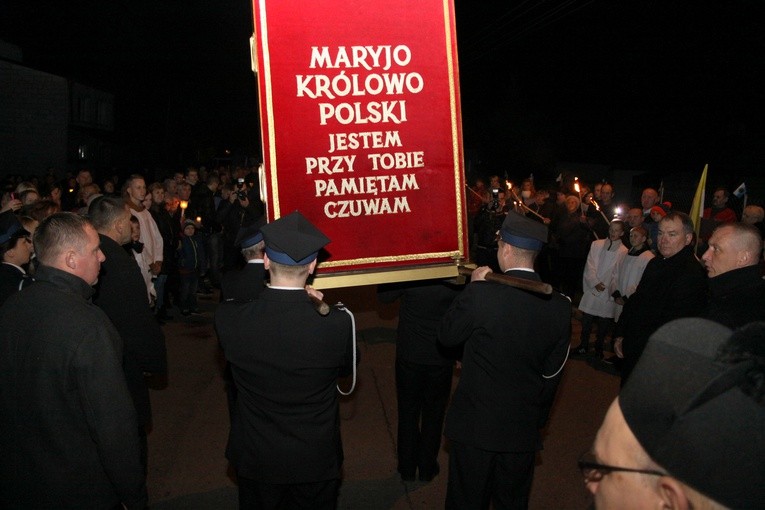 MARYJO
KRÓLOWO
POLSKI
JESTEM
PRZY TOBIE
PAMIĘTAM
CZUWAM